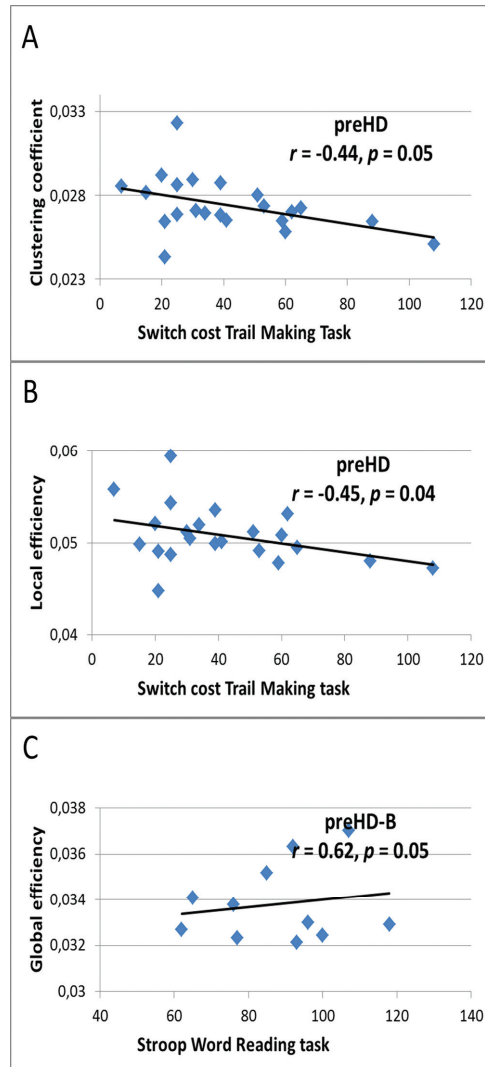 A
preHD
r = -0.44, p = 0.05
Clustering coefficient
0,033
0,028
0,023
0 20 40 60 80 100 120
Switch cost Trail Making Task
B
preHD
r = -0.45, p = 0.04
Local efficiency
0,06
0,05
0,04
0 20 40 60 80 100 120
Switch cost Trail Making task
C
preHD-B
r = 0.62, p = 0.05
Global efficiency
0,038
0,036
0,034
0,032
0,03
40 60 80 100 120 140
Stroop Word Reading task